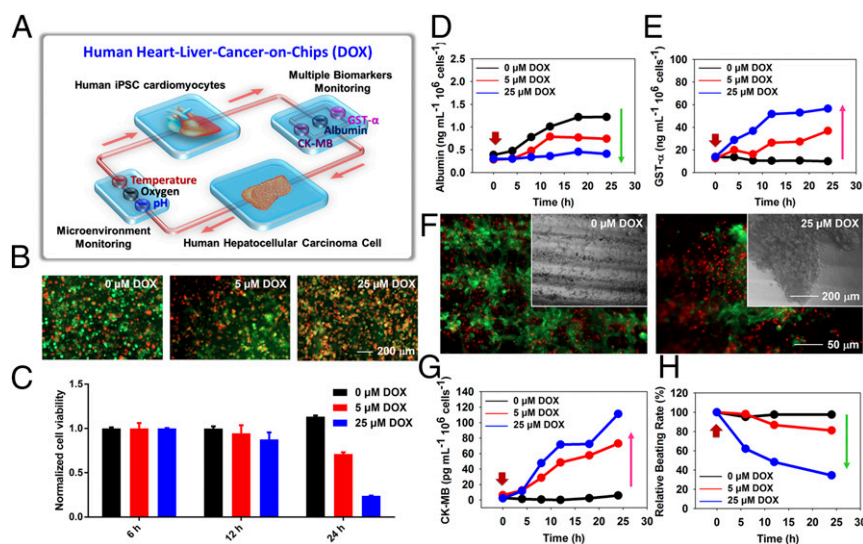 A
Human Heart-Liver-Cancer-on-Chips (DOX)
Human iPSC cardiomyocytes
Multiple Biomarkers
Monitoring
GST-α
Albumin
CK-MB
Temperature
Oxygen
pH
Microenvironment
Monitoring
Human Hepatocellular Carcinoma Cell
B
0 μM DOX
5 μM DOX
25 μM DOX
200 μm
C
Normalized cell viability
1.5
1.0
0.5
0.0
6 h
12 h
24 h
0 μM DOX
5 μM DOX
25 μM DOX
D
Albumin (ng mL⁻¹ 10⁶ cells⁻¹)
2.5
2.0
1.5
1.0
0.5
0.0
0 μM DOX
5 μM DOX
25 μM DOX
0 5 10 15 20 25 30
Time (h)
E
GST-α (ng mL⁻¹ 10⁶ cells⁻¹)
100
80
60
40
20
0
0 μM DOX
5 μM DOX
25 μM DOX
0 5 10 15 20 25 30
Time (h)
F
0 μM DOX
25 μM DOX
200 μm
50 μm
G
CK-MB (pg mL⁻¹ 10⁶ cells⁻¹)
140
120
100
80
60
40
20
0
0 μM DOX
5 μM DOX
25 μM DOX
0 5 10 15 20 25 30
Time (h)
H
Relative Beating Rate (%)
120
100
80
60
40
20
0
0 μM DOX
5 μM DOX
25 μM DOX
0 5 10 15 20 25 30
Time (h)